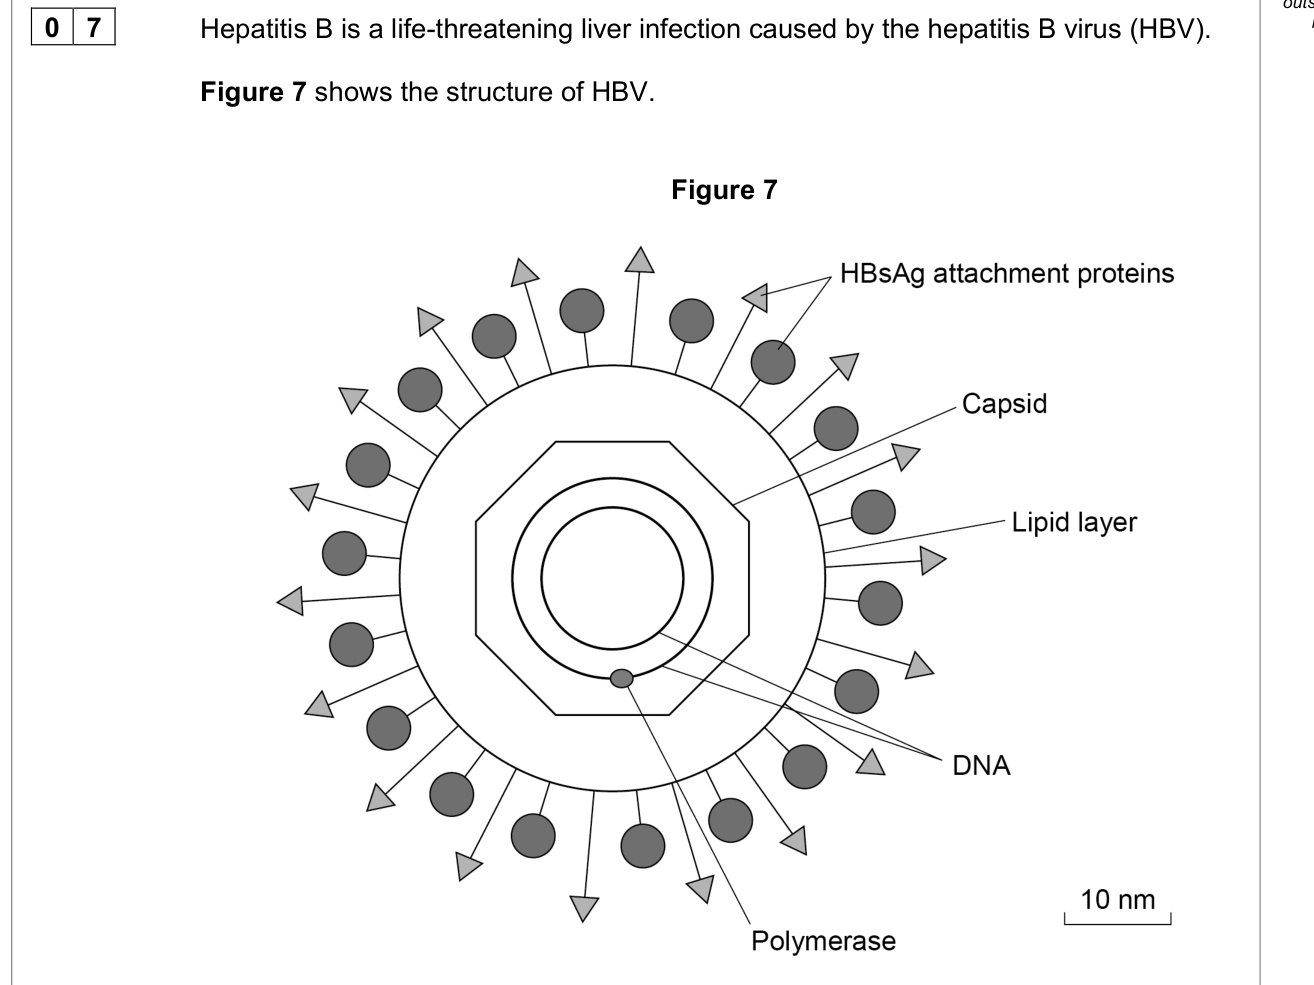 outs
0 7 Hepatitis B is a life-threatening liver infection caused by the hepatitis B virus (HBV).
Figure 7 shows the structure of HBV.
Figure 7
HBsAg attachment proteins
Capsid
Lipid layer
DNA
10 nm
Polymerase